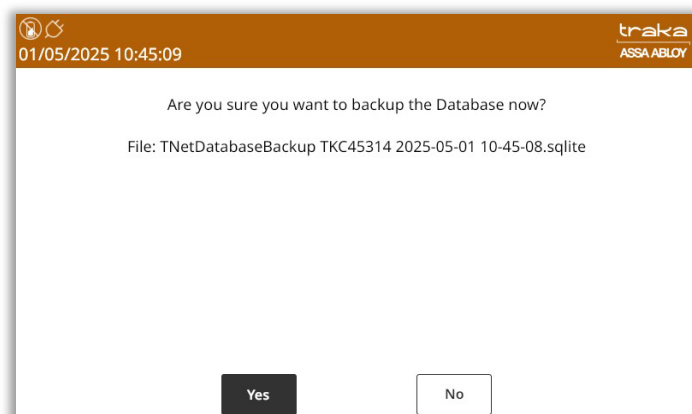 traka
01/05/2025 10:45:09
ASSA ABLOY
Are you sure you want to backup the Database now?
File: TNetDatabaseBackup TKC45314 2025-05-01 10-45-08.sqlite
Yes
No